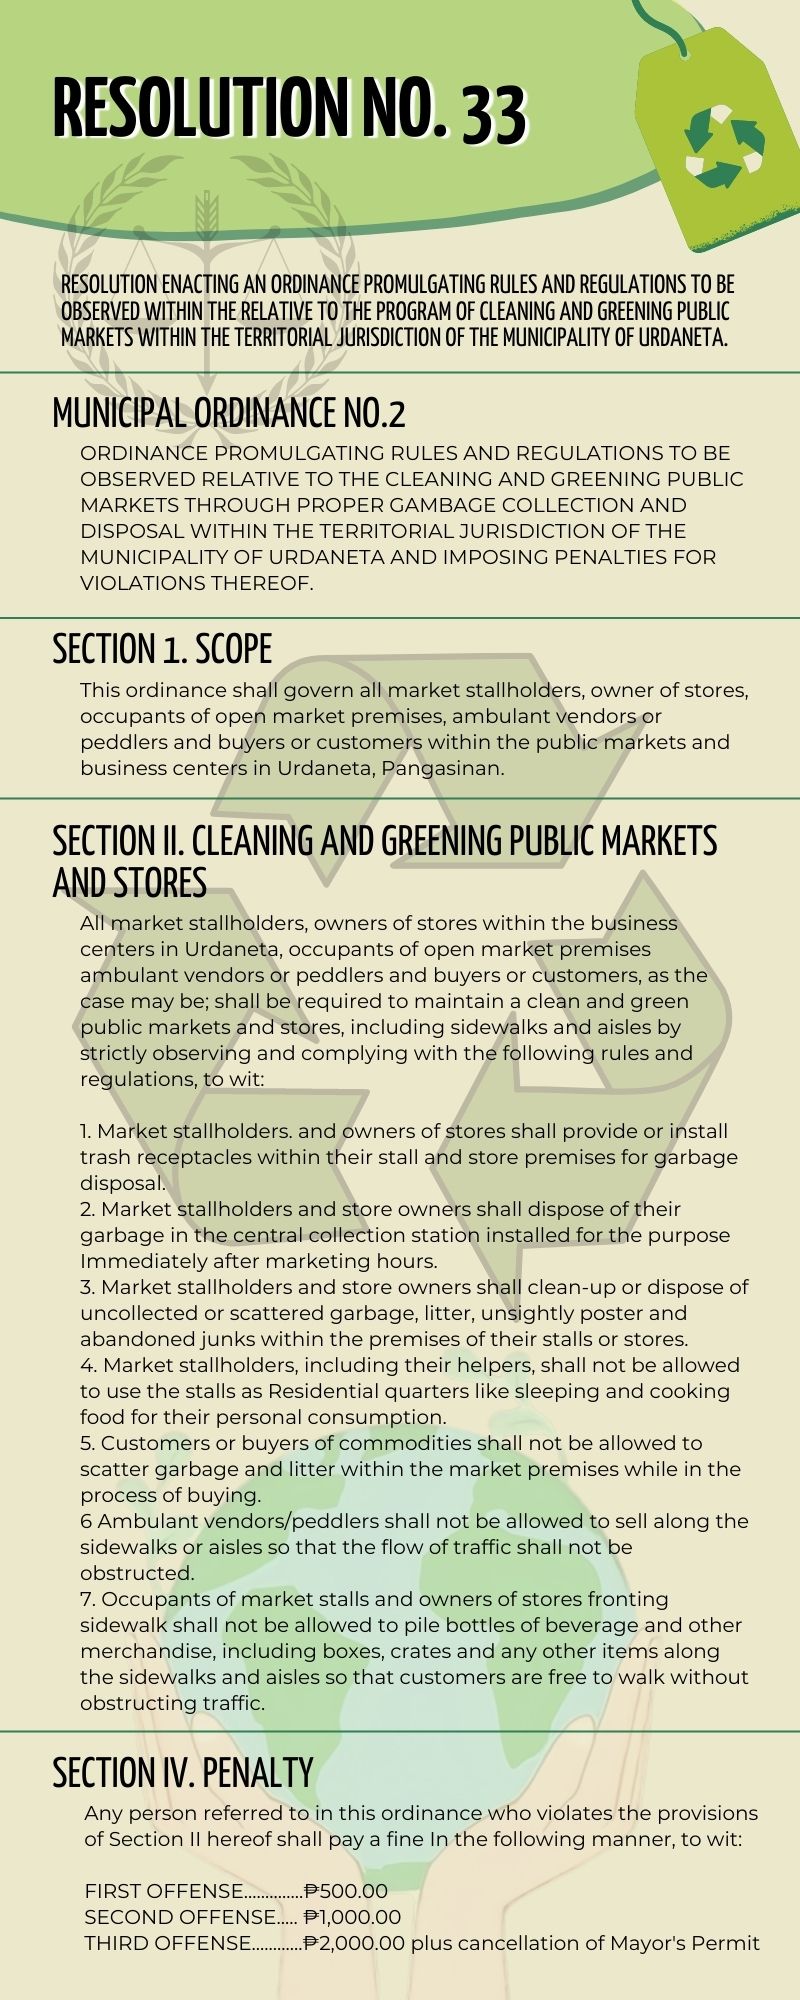 RESOLUTION NO. 33
RESOLUTION ENACTING AN ORDINANCE PROMULGATING RULES AND REGULATIONS TO BE
OBSERVED WITHIN THE RELATIVE TO THE PROGRAM OF CLEANING AND GREENING PUBLIC
MARKETS WITHIN THE TERRITORIAL JURISDICTION OF THE MUNICIPALITY OF URDANETA.
MUNICIPAL ORDINANCE NO.2
ORDINANCE PROMULGATING RULES AND REGULATIONS TO BE
OBSERVED RELATIVE TO THE CLEANING AND GREENING PUBLIC
MARKETS THROUGH PROPER GAMBAGE COLLECTION AND
DISPOSAL WITHIN THE TERRITORIAL JURISDICTION OF THE
MUNICIPALITY OF URDANETA AND IMPOSING PENALTIES FOR
VIOLATIONS THEREOF.
SECTION 1. SCOPE
This ordinance shall govern all market stallholders, owner of stores,
occupants of open market premises, ambulant vendors or
peddlers and buyers or customers within the public markets and
business centers in Urdaneta, Pangasinan.
SECTION II. CLEANING AND GREENING PUBLIC MARKETS
AND STORES
All market stallholders, owners of stores within the business
centers in Urdaneta, occupants of open market premises
ambulant vendors or peddlers and buyers or customers, as the
case may be; shall be required to maintain a clean and green
public markets and stores, including sidewalks and aisles by
strictly observing and complying with the following rules and
regulations, to wit:
1. Market stallholders. and owners of stores shall provide or install
trash receptacles within their stall and store premises for garbage
disposal.
2. Market stallholders and store owners shall dispose of their
garbage in the central collection station installed for the purpose
Immediately after marketing hours.
3. Market stallholders and store owners shall clean-up or dispose of
uncollected or scattered garbage, litter, unsightly poster and
abandoned junks within the premises of their stalls or stores.
4. Market stallholders, including their helpers, shall not be allowed
to use the stalls as Residential quarters like sleeping and cooking
food for their personal consumption.
5. Customers or buyers of commodities shall not be allowed to
scatter garbage and litter within the market premises while in the
process of buying.
6 Ambulant vendors/peddlers shall not be allowed to sell along the
sidewalks or aisles so that the flow of traffic shall not be
obstructed.
7. Occupants of market stalls and owners of stores fronting
sidewalk shall not be allowed to pile bottles of beverage and other
merchandise, including boxes, crates and any other items along
the sidewalks and aisles so that customers are free to walk without
obstructing traffic.
SECTION IV. PENALTY
Any person referred to in this ordinance who violates the provisions
of Section II hereof shall pay a fine In the following manner, to wit:
FIRST OFFENSE..............₱500.00
SECOND OFFENSE..... ₱1,000.00
THIRD OFFENSE............₱2,000.00 plus cancellation of Mayor's Permit